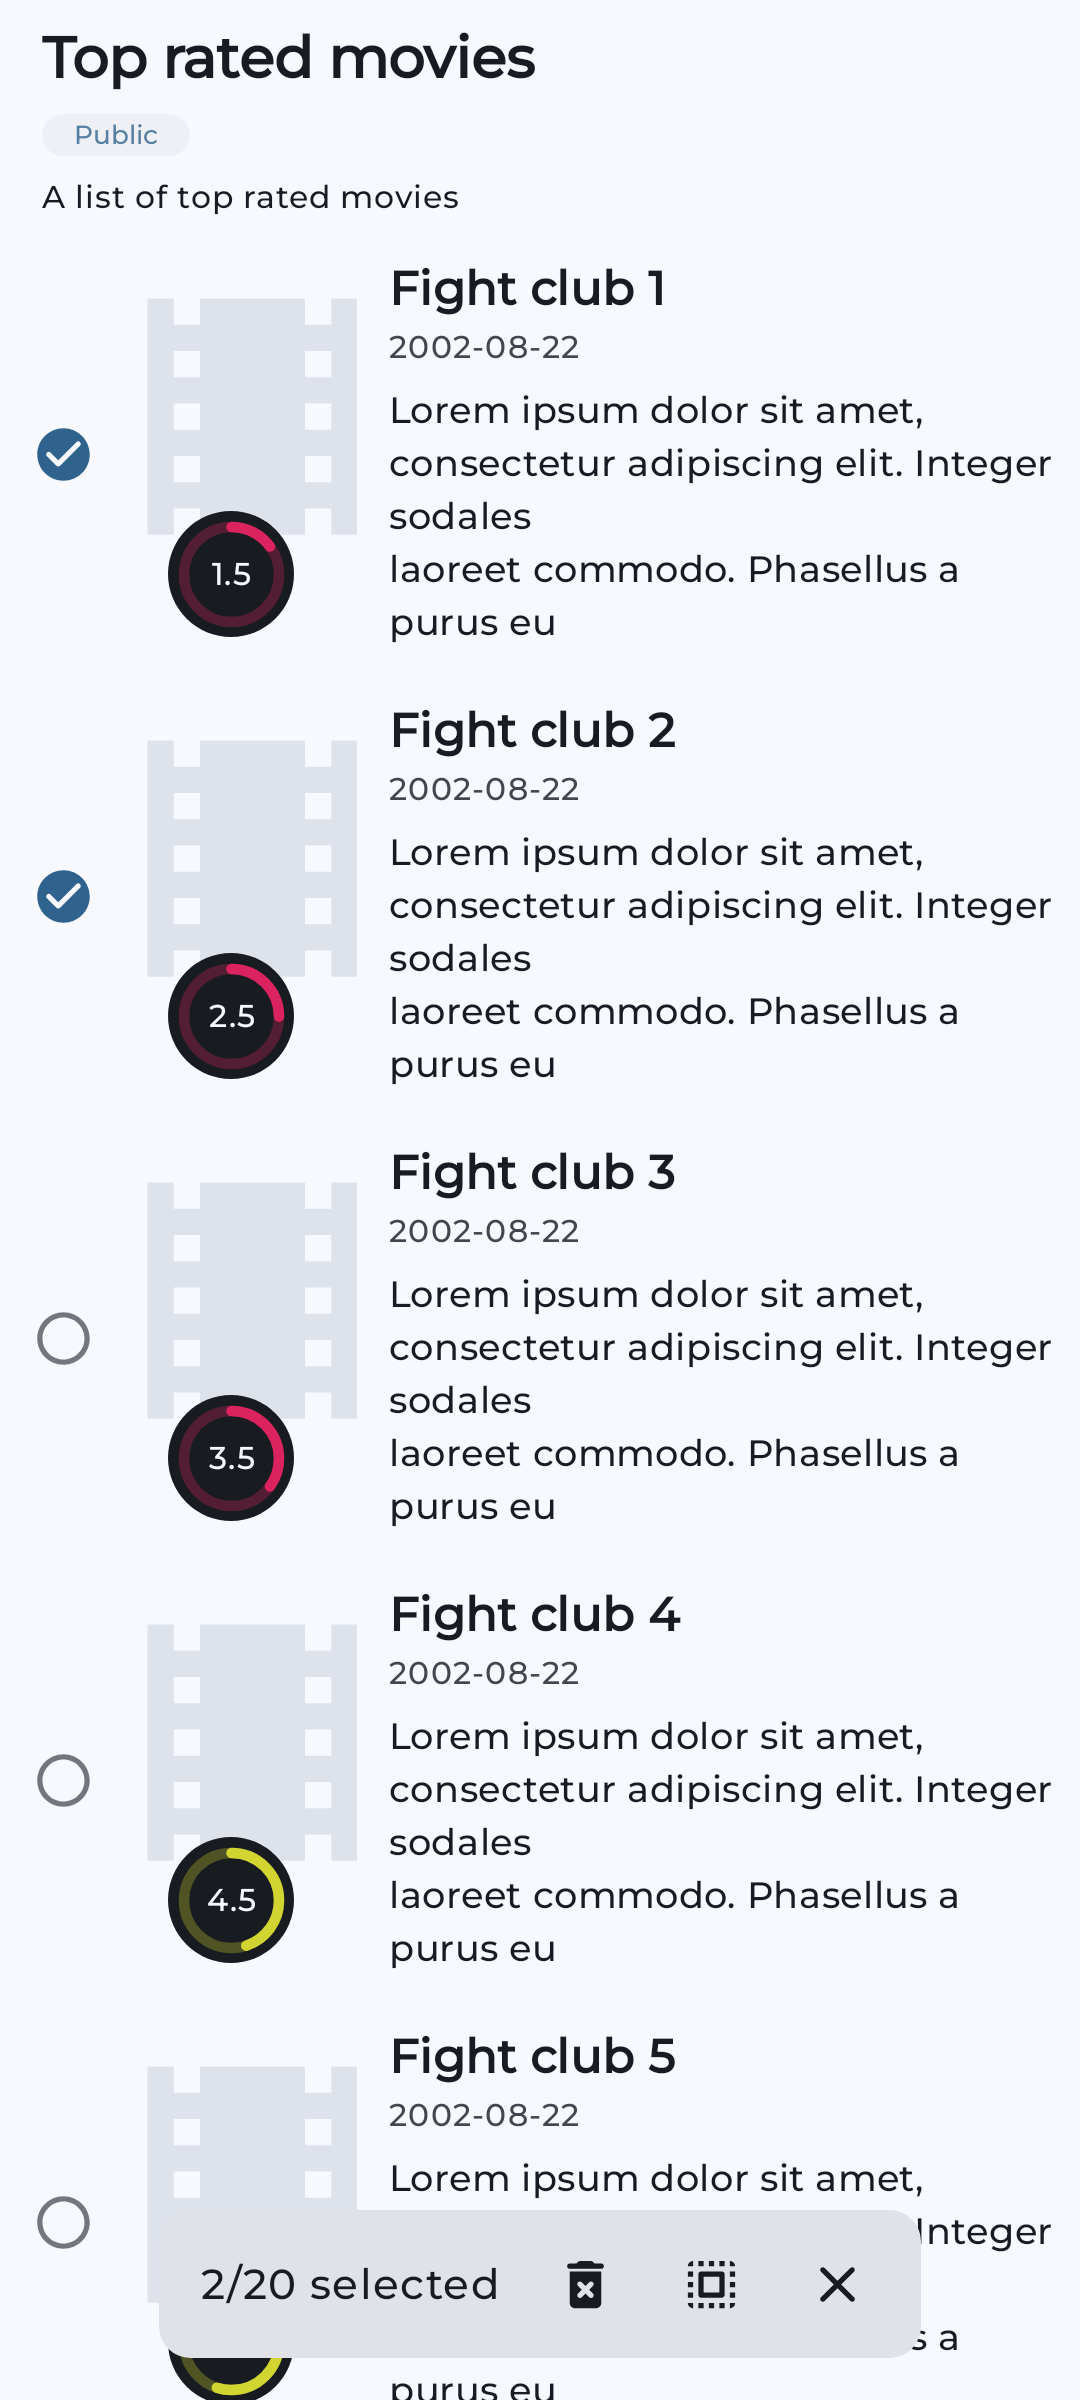 Top rated movies
Public
A list of top rated movies
Fight club 1
2002-08-22
Lorem ipsum dolor sit amet,
consectetur adipiscing elit. Integer
sodales
laoreet commodo. Phasellus a
purus eu
1.5
Fight club 2
2002-08-22
Lorem ipsum dolor sit amet,
consectetur adipiscing elit. Integer
sodales
laoreet commodo. Phasellus a
purus eu
2.5
Fight club 3
2002-08-22
Lorem ipsum dolor sit amet,
consectetur adipiscing elit. Integer
sodales
laoreet commodo. Phasellus a
purus eu
3.5
Fight club 4
2002-08-22
Lorem ipsum dolor sit amet,
consectetur adipiscing elit. Integer
sodales
laoreet commodo. Phasellus a
purus eu
4.5
Fight club 5
2002-08-22
Lorem ipsum dolor sit amet,
Integer
2/20 selected
a
purus eu